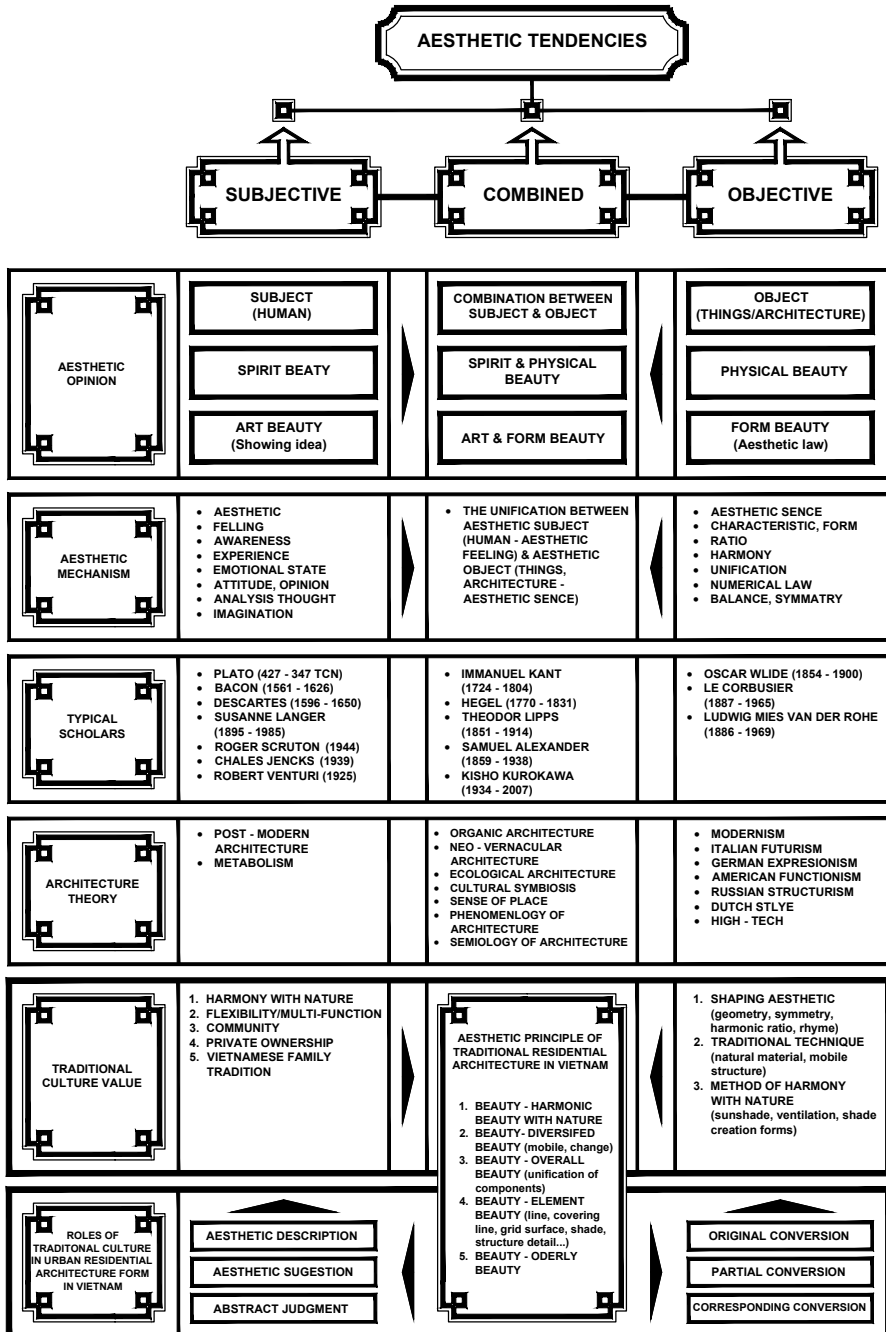 AESTHETIC TENDENCIES
SUBJECTIVE
COMBINED
OBJECTIVE
AESTHETIC
OPINION
SUBJECT
(HUMAN)
SPIRIT BEATY
ART BEAUTY
(Showing idea)
COMBINATION BETWEEN
SUBJECT & OBJECT
SPIRIT & PHYSICAL
BEAUTY
ART & FORM BEAUTY
OBJECT
(THINGS/ARCHITECTURE)
PHYSICAL BEAUTY
FORM BEAUTY
(Aesthetic law)
AESTHETIC
MECHANISM
• AESTHETIC
• FELLING
• AWARENESS
• EXPERIENCE
• EMOTIONAL STATE
• ATTITUDE, OPINION
• ANALYSIS THOUGHT
• IMAGINATION
• THE UNIFICATION BETWEEN
AESTHETIC SUBJECT
(HUMAN - AESTHETIC
FEELING) & AESTHETIC
OBJECT (THINGS,
ARCHITECTURE -
AESTHETIC SENCE)
• AESTHETIC SENCE
• CHARACTERISTIC, FORM
• RATIO
• HARMONY
• UNIFICATION
• NUMERICAL LAW
• BALANCE, SYMMATRY
TYPICAL
SCHOLARS
• PLATO (427 - 347 TCN)
• BACON (1561 - 1626)
• DESCARTES (1596 - 1650)
• SUSANNE LANGER
(1895 - 1985)
• ROGER SCRUTON (1944)
• CHALES JENCKS (1939)
• ROBERT VENTURI (1925)
• IMMANUEL KANT
(1724 - 1804)
• HEGEL (1770 - 1831)
• THEODOR LIPPS
(1851 - 1914)
• SAMUEL ALEXANDER
(1859 - 1938)
• KISHO KUROKAWA
(1934 - 2007)
• OSCAR WLIDE (1854 - 1900)
• LE CORBUSIER
(1887 - 1965)
• LUDWIG MIES VAN DER ROHE
(1886 - 1969)
ARCHITECTURE
THEORY
• POST - MODERN
ARCHITECTURE
• METABOLISM
• ORGANIC ARCHITECTURE
• NEO - VERNACULAR
ARCHITECTURE
• ECOLOGICAL ARCHITECTURE
• CULTURAL SYMBIOSIS
• SENSE OF PLACE
• PHENOMENLOGY OF
ARCHITECTURE
• SEMIOLOGY OF ARCHITECTURE
• MODERNISM
• ITALIAN FUTURISM
• GERMAN EXPRESIONISM
• AMERICAN FUNCTIONISM
• RUSSIAN STRUCTURISM
• DUTCH STLYE
• HIGH - TECH
TRADITIONAL
CULTURE VALUE
1. HARMONY WITH NATURE
2. FLEXIBILITY/MULTI-FUNCTION
3. COMMUNITY
4. PRIVATE OWNERSHIP
5. VIETNAMESE FAMILY
TRADITION
AESTHETIC PRINCIPLE OF
TRADITIONAL RESIDENTIAL
ARCHITECTURE IN VIETNAM
1. BEAUTY - HARMONIC
BEAUTY WITH NATURE
2. BEAUTY- DIVERSIFED
BEAUTY (mobile, change)
3. BEAUTY - OVERALL
BEAUTY (unification of
components)
4. BEAUTY - ELEMENT
BEAUTY (line, covering
line, grid surface, shade,
structure detail...)
5. BEAUTY - ODERLY
BEAUTY
1. SHAPING AESTHETIC
(geometry, symmetry,
harmonic ratio, rhyme)
2. TRADITIONAL TECHNIQUE
(natural material, mobile
structure)
3. METHOD OF HARMONY
WITH NATURE
(sunshade, ventilation, shade
creation forms)
ROLES OF
TRADITONAL CULTURE
IN URBAN RESIDENTIAL
ARCHITECTURE FORM
IN VIETNAM
AESTHETIC DESCRIPTION
AESTHETIC SUGESTION
ABSTRACT JUDGMENT
ORIGINAL CONVERSION
PARTIAL CONVERSION
CORRESPONDING CONVERSION